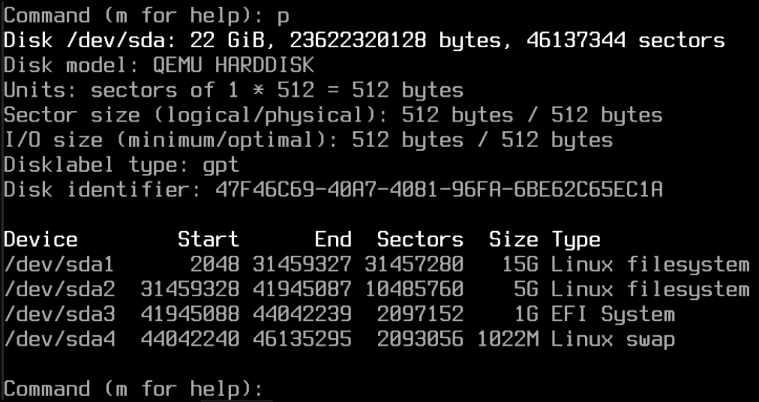 Command (m for help): p
Disk /dev/sda: 22 GiB, 23622320128 bytes, 46137344 sectors
Disk model: QEMU HARDDISK
Units: sectors of 1 * 512 = 512 bytes
Sector size (logical/physical): 512 bytes / 512 bytes
I/O size (minimum/optimal): 512 bytes / 512 bytes
Disklabel type: gpt
Disk identifier: 47F46C69-40A7-4081-96FA-6BE62C65EC1A

Device        Start      End  Sectors  Size Type
/dev/sda1      2048 31459327 31457280   15G Linux filesystem
/dev/sda2  31459328 41945087 10485760    5G Linux filesystem
/dev/sda3  41945088 44042239  2097152    1G EFI System
/dev/sda4  44042240 46135295  2093056 1022M Linux swap

Command (m for help):